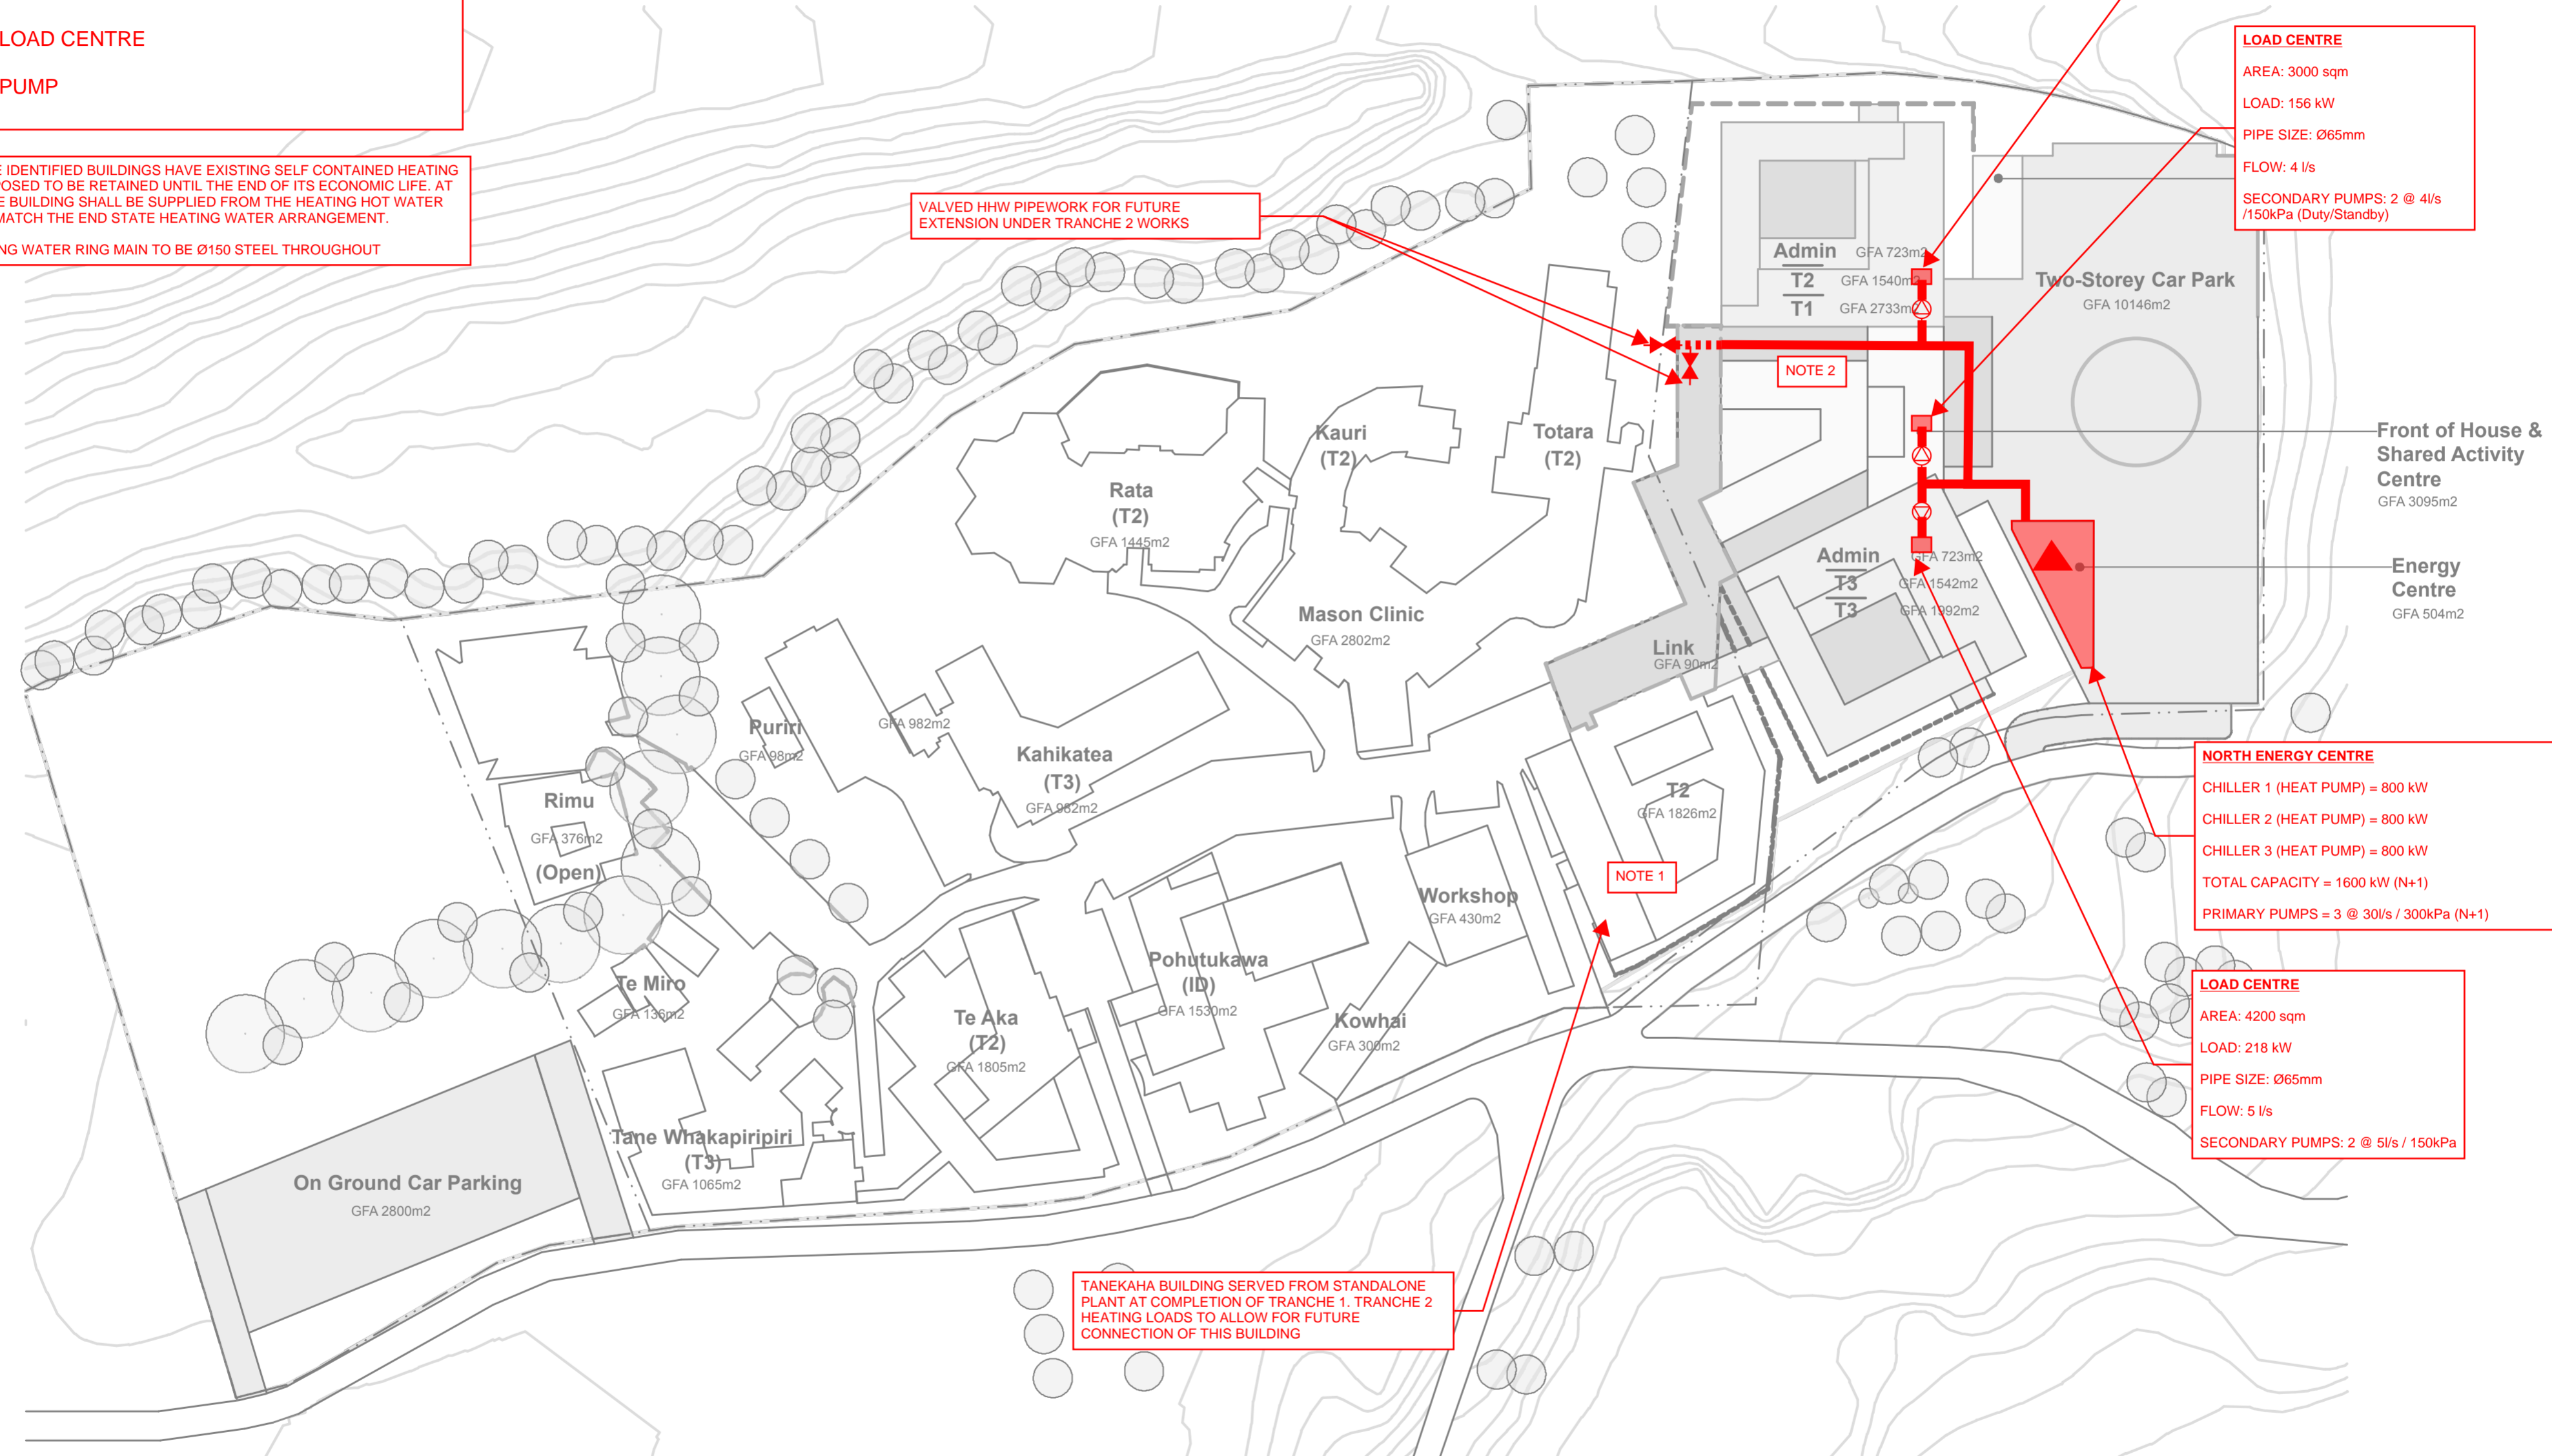 LOAD CENTRE
PUMP
IDENTIFIED BUILDINGS HAVE EXISTING SELF CONTAINED HEATING
POSED TO BE RETAINED UNTIL THE END OF ITS ECONOMIC LIFE. AT
E BUILDING SHALL BE SUPPLIED FROM THE HEATING HOT WATER
MATCH THE END STATE HEATING WATER ARRANGEMENT.
NG WATER RING MAIN TO BE Ø150 STEEL THROUGHOUT
VALVED HHW PIPEWORK FOR FUTURE
EXTENSION UNDER TRANCHE 2 WORKS
LOAD CENTRE
AREA: 3000 sqm
LOAD: 156 kW
PIPE SIZE: Ø65mm
FLOW: 4 l/s
SECONDARY PUMPS: 2 @ 4l/s
/150kPa (Duty/Standby)
Admin
T2
T1
GFA 723m2
GFA 1540m2
GFA 2733m2
Two-Storey Car Park
GFA 10146m2
NOTE 2
Front of House &
Shared Activity
Centre
GFA 3095m2
Energy
Centre
GFA 504m2
Kauri
(T2)
Totara
(T2)
Rata
(T2)
GFA 1445m2
Mason Clinic
GFA 2802m2
Admin
T3
T3
GFA 723m2
GFA 1542m2
GFA 1992m2
Link
GFA 90m2
Puriri
GFA 98m2
GFA 982m2
Kahikatea
(T3)
GFA 982m2
Rimu
GFA 376m2
(Open)
T2
GFA 1826m2
NOTE 1
Workshop
GFA 430m2
NORTH ENERGY CENTRE
CHILLER 1 (HEAT PUMP) = 800 kW
CHILLER 2 (HEAT PUMP) = 800 kW
CHILLER 3 (HEAT PUMP) = 800 kW
TOTAL CAPACITY = 1600 kW (N+1)
PRIMARY PUMPS = 3 @ 30l/s / 300kPa (N+1)
Te Miro
GFA 136m2
Te Aka
(T2)
GFA 1805m2
Pohutukawa
(ID)
GFA 1530m2
Kowhai
GFA 300m2
LOAD CENTRE
AREA: 4200 sqm
LOAD: 218 kW
PIPE SIZE: Ø65mm
FLOW: 5 l/s
SECONDARY PUMPS: 2 @ 5l/s / 150kPa
Tane Whakapiripiri
(T3)
GFA 1065m2
On Ground Car Parking
GFA 2800m2
TANEKAHA BUILDING SERVED FROM STANDALONE
PLANT AT COMPLETION OF TRANCHE 1. TRANCHE 2
HEATING LOADS TO ALLOW FOR FUTURE
CONNECTION OF THIS BUILDING